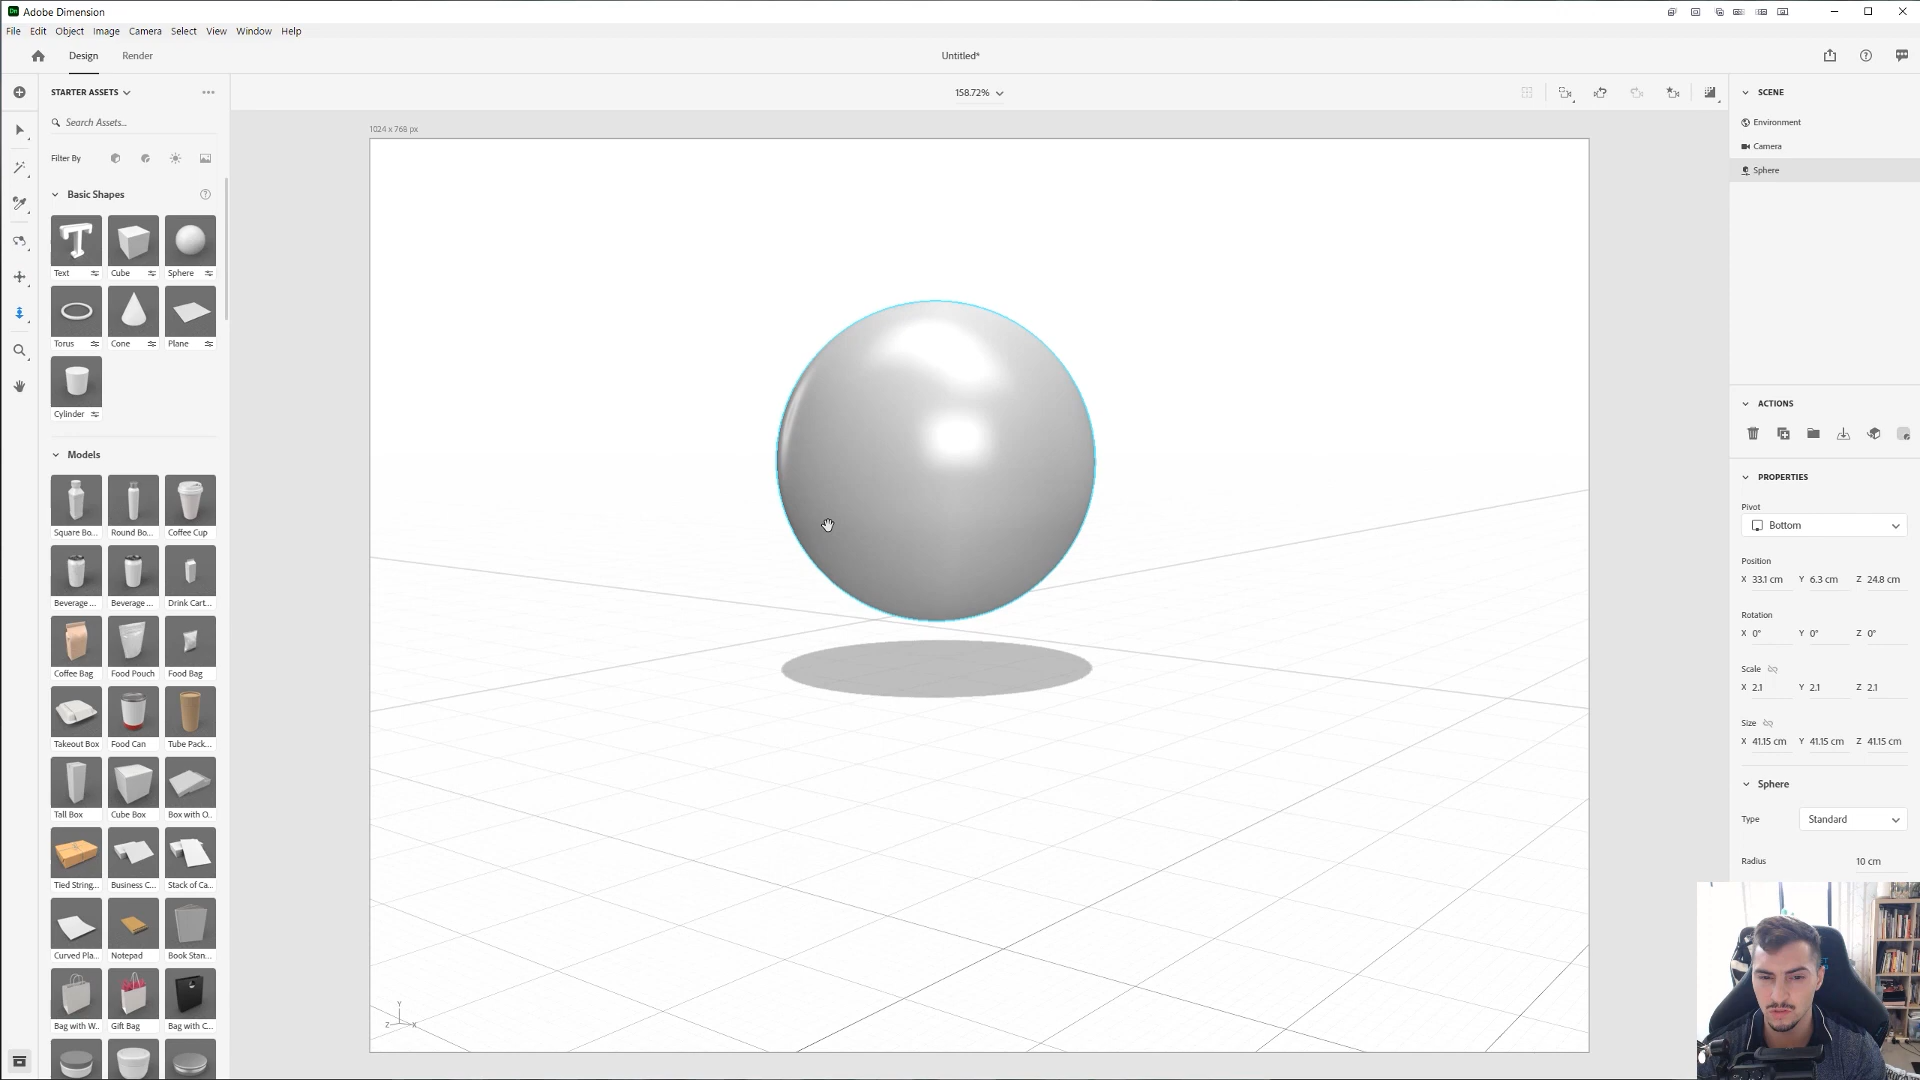 Adobe Dimension
File Edit Object Image Camera Select View Window Help
Design Render
Untitled*
STARTER ASSETS
158.72%
SCENE
Search Assets...
Environment
1024 x 768 px
Camera
Filter By
Sphere
Basic Shapes
Text Cube Sphere
Torus Cone Plane
Cylinder
ACTIONS
Models
PROPERTIES
Pivot
Bottom
Square Bo... Round Bo... Coffee Cup
Position
X 33.1 cm Y 6.3 cm Z 24.8 cm
Beverage ... Beverage ... Drink Cart...
Rotation
X 0° Y 0° Z 0°
Coffee Bag Food Pouch Food Bag
Scale
X 2.1 Y 2.1 Z 2.1
Size
X 41.15 cm Y 41.15 cm Z 41.15 cm
Takeout Box Food Can Tube Pack...
Sphere
Tall Box Cube Box Box with O...
Type Standard
Radius 10 cm
Tied String... Business C... Stack of Ca...
Curved Pla... Notepad Book Stan...
Bag with W... Gift Bag Bag with C...
Y
Z X